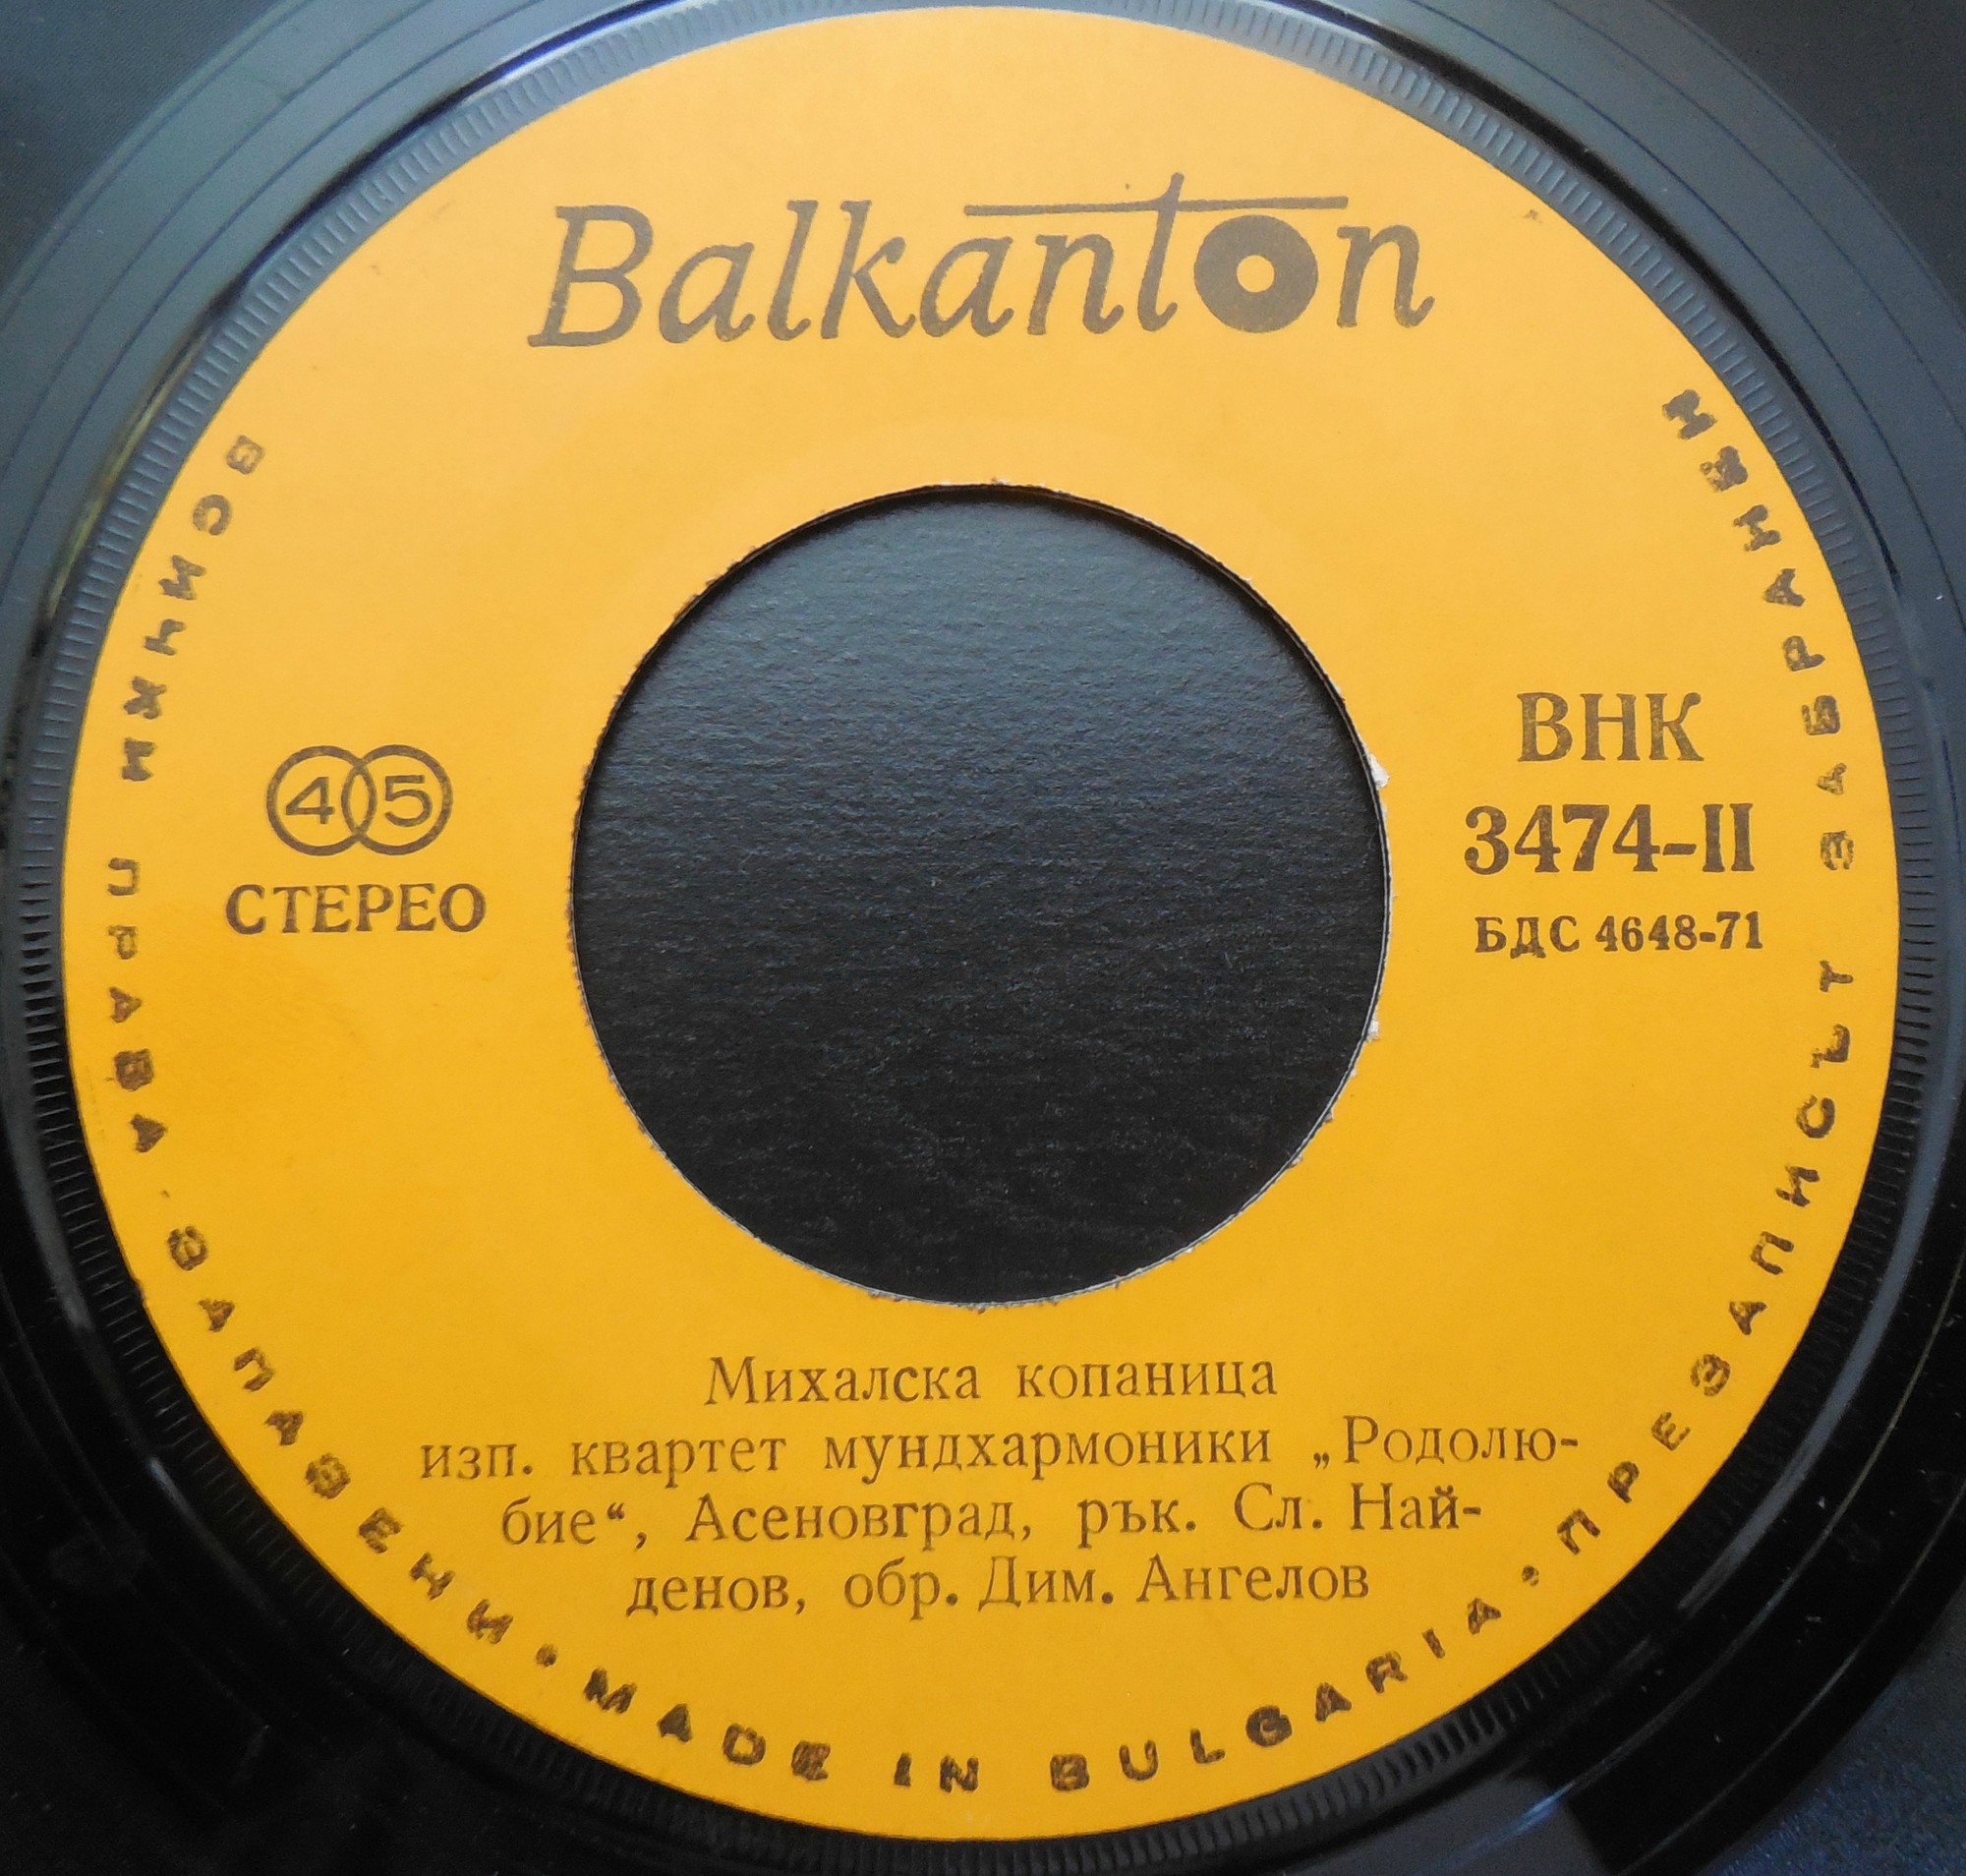 Balkanton
45
СТЕРЕО
ВНК
3474-II
БДС 4648-71
Михалска копаница
изп. квартет мундхармоники „Родолю-
бие“, Асеновград, рък. Сл. Най-
денов, обр. Дим. Ангелов
ВСИЧКИ ПРАВА ЗАПАЗЕНИ • MADE IN BULGARIA • ПРЕЗАПИСЪТ ЗАБРАНЕН